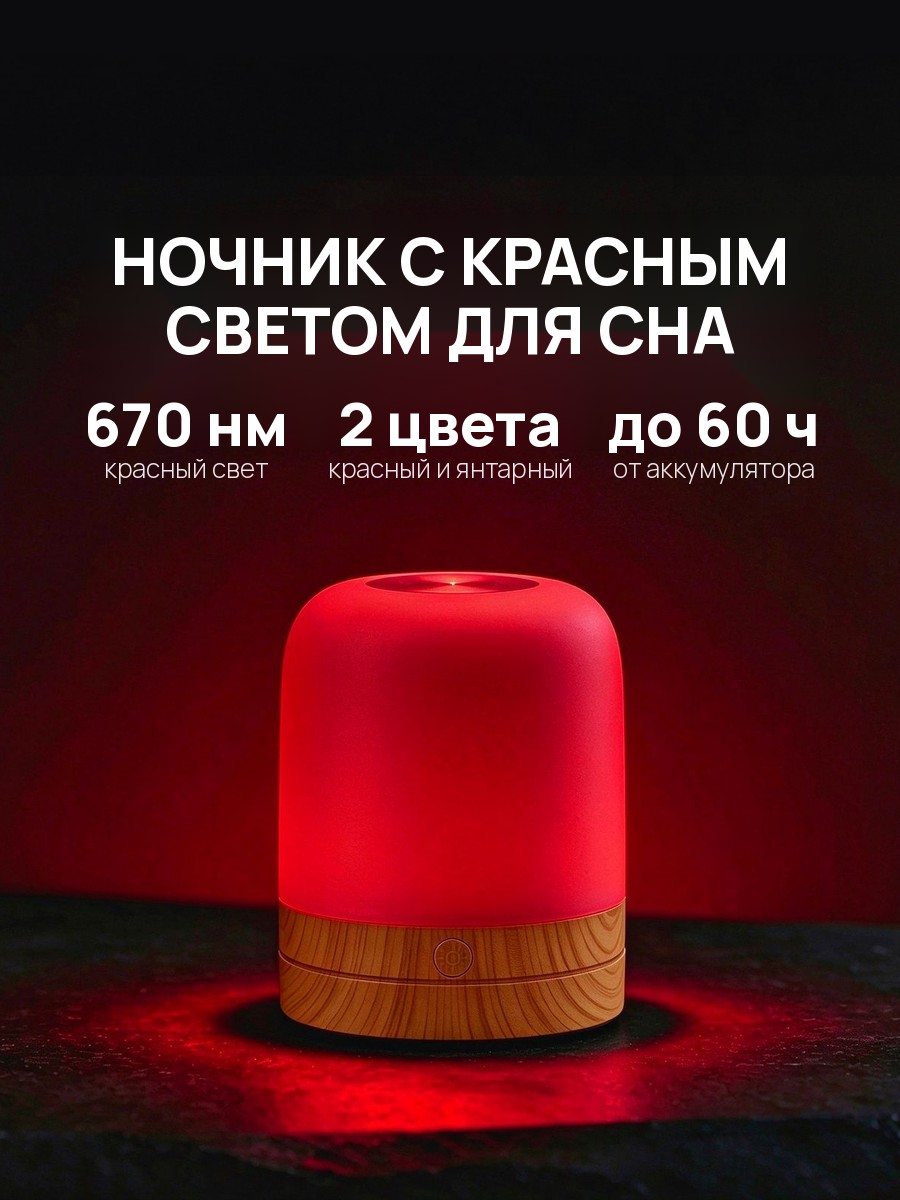 НОЧНИК С КРАСНЫМ
СВЕТОМ ДЛЯ СНА
670 нм 2 цвета до 60 ч
красный свет красный и янтарный от аккумулятора